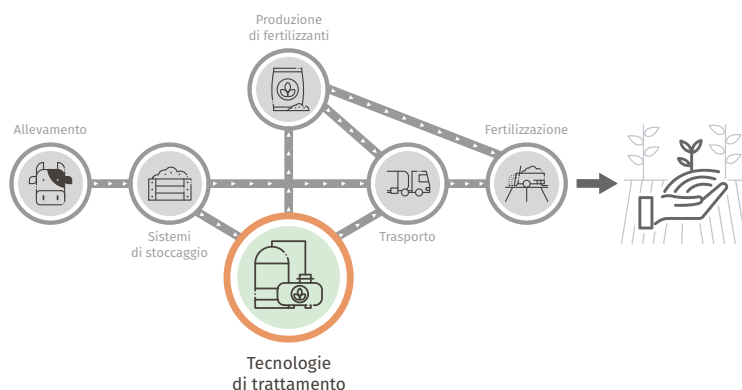 Produzione
di fertilizzanti
Allevamento
Fertilizzazione
Sistemi
di stoccaggio
Trasporto
Tecnologie
di trattamento